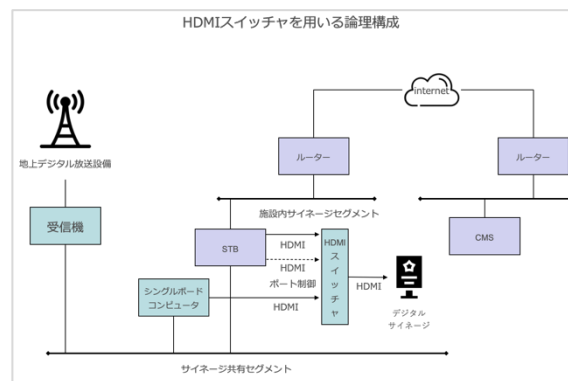 HDMIスイッチャを用いる論理構成
internet
地上デジタル放送設備
ルーター
ルーター
受信機
施設内サイネージセグメント
STB
HDMI
HDMI
ポート制御
HDMI
HDMI
スイッチャ
HDMI
CMS
シングルボード
コンピュータ
デジタル
サイネージ
サイネージ共有セグメント